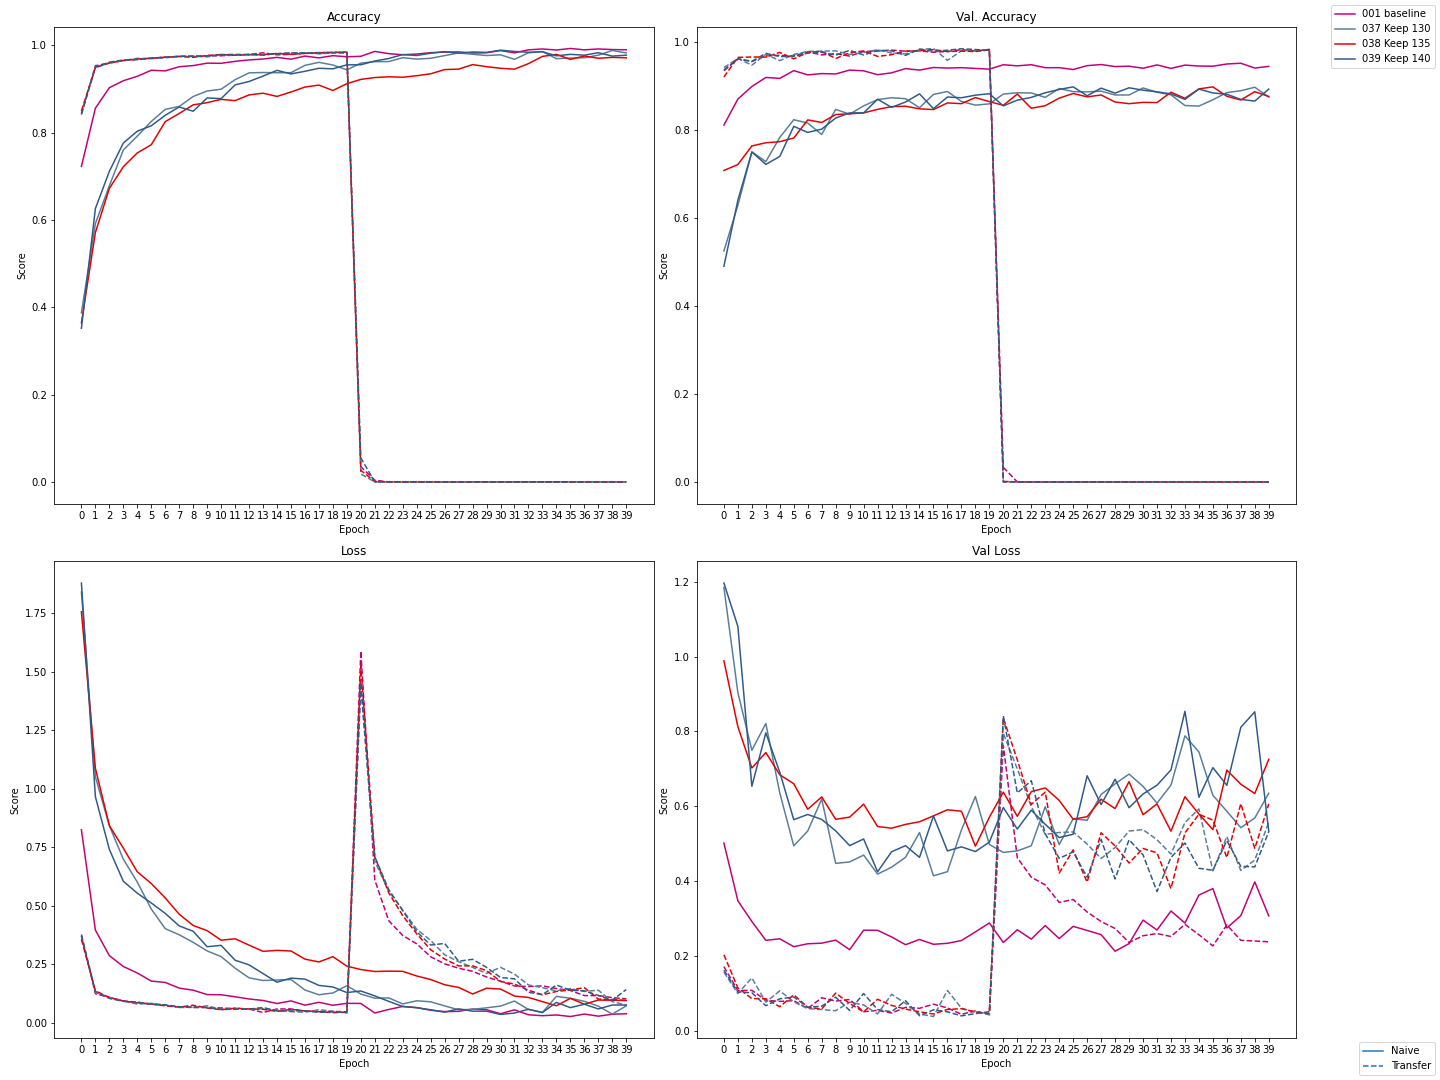 Accuracy
1.0
0.8
0.6
0.4
0.2
0.0
Score
0 1 2 3 4 5 6 7 8 9 10 11 12 13 14 15 16 17 18 19 20 21 22 23 24 25 26 27 28 29 30 31 32 33 34 35 36 37 38 39
Epoch
Val. Accuracy
1.0
0.8
0.6
0.4
0.2
0.0
Score
0 1 2 3 4 5 6 7 8 9 10 11 12 13 14 15 16 17 18 19 20 21 22 23 24 25 26 27 28 29 30 31 32 33 34 35 36 37 38 39
Epoch
001 baseline
037 Keep 130
038 Keep 135
039 Keep 140
Loss
1.75
1.50
1.25
1.00
0.75
0.50
0.25
0.00
Score
0 1 2 3 4 5 6 7 8 9 10 11 12 13 14 15 16 17 18 19 20 21 22 23 24 25 26 27 28 29 30 31 32 33 34 35 36 37 38 39
Epoch
Val Loss
1.2
1.0
0.8
0.6
0.4
0.2
0.0
Score
0 1 2 3 4 5 6 7 8 9 10 11 12 13 14 15 16 17 18 19 20 21 22 23 24 25 26 27 28 29 30 31 32 33 34 35 36 37 38 39
Epoch
Naive
Transfer